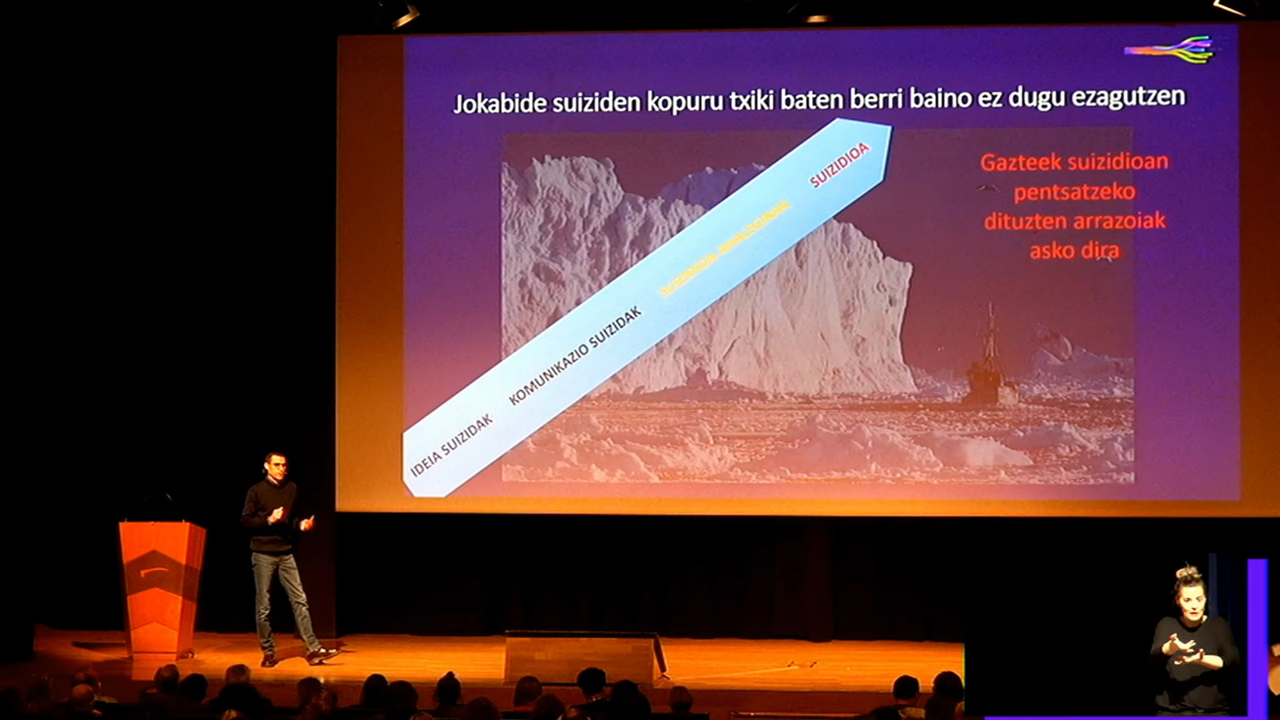 Jokabide suiziden kopuru txiki baten berri baino ez dugu ezagutzen
Gazteek suizidioan
pentsatzeko
dituzten arrazoiak
asko dira
SUIZIDIOA
KOMUNIKAZIO SUIZIDAK
IDEIA SUIZIDAK